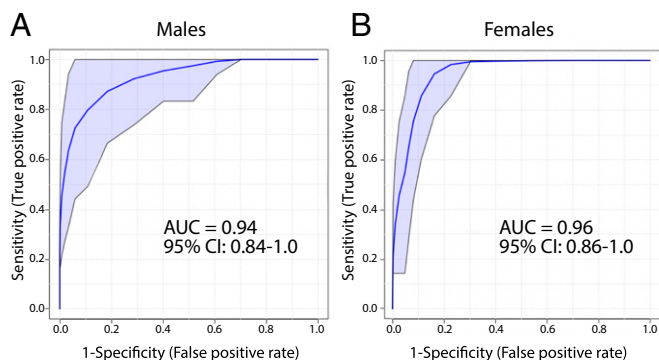 A
Males
Sensitivity (True positive rate)
1.0
0.8
0.6
0.4
0.2
0.0
AUC = 0.94
95% CI: 0.84-1.0
0.0 0.2 0.4 0.6 0.8 1.0
1-Specificity (False positive rate)
B
Females
Sensitivity (True positive rate)
1.0
0.8
0.6
0.4
0.2
0.0
AUC = 0.96
95% CI: 0.86-1.0
0.0 0.2 0.4 0.6 0.8 1.0
1-Specificity (False positive rate)